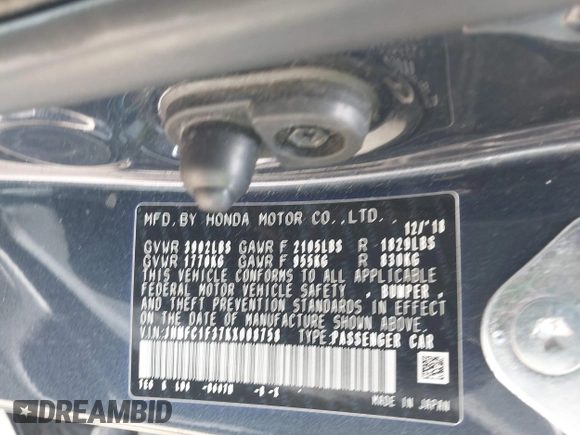 MFD.BY HONDA MOTOR CO.,LTD. 12/'18
GVWR 3902LBS GAWR F 2105LBS R 1829LBS
GVWR 1770KG GAWR F 955KG R 830KG
THIS VEHICLE CONFORMS TO ALL APPLICABLE
FEDERAL MOTOR VEHICLE SAFETY , BUMPER ,
AND THEFT PREVENTION STANDARDS IN EFFECT
ON THE DATE OF MANUFACTURE SHOWN ABOVE.
V.I.N: TYPE:PASSENGER CAR
MADE IN JAPAN
DREAMBID